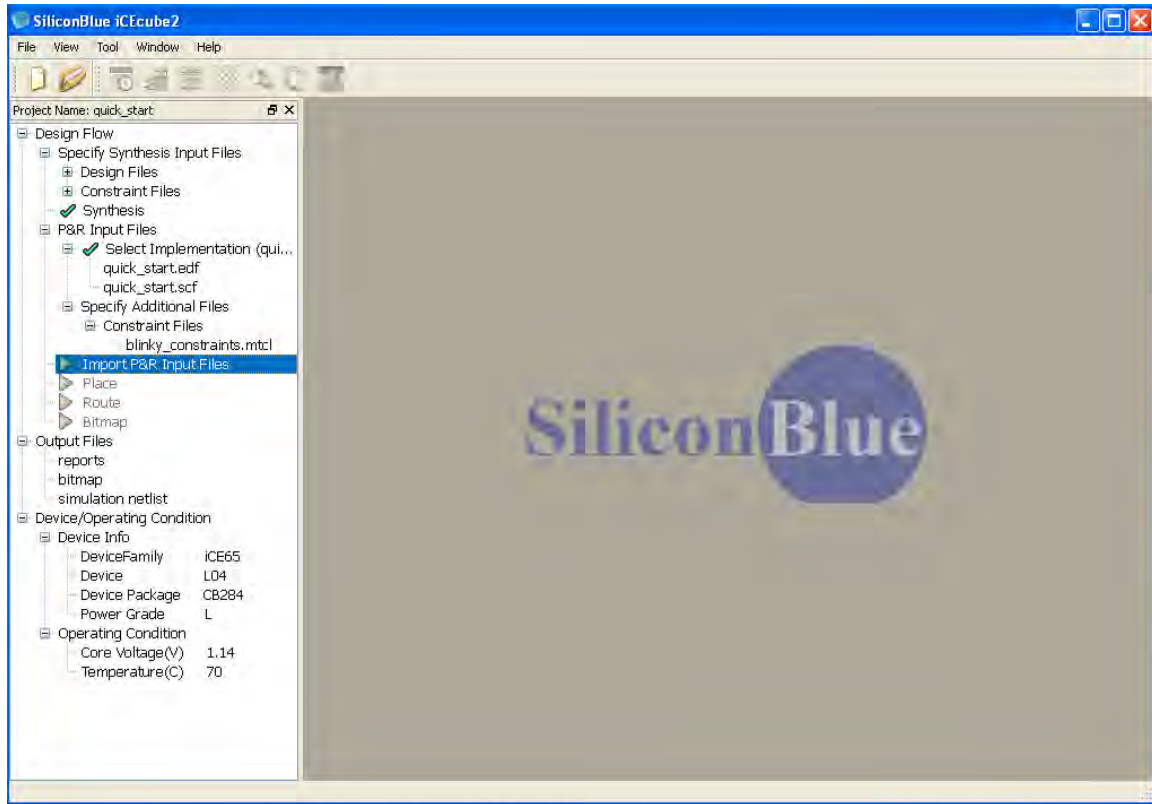 SiliconBlue iCEcube2
File View Tool Window Help
Project Name: quick_start
Design Flow
Specify Synthesis Input Files
Design Files
Constraint Files
Synthesis
P&R Input Files
Select Implementation (qui...
quick_start.edf
quick_start.scf
Specify Additional Files
Constraint Files
blinky_constraints.mtcl
Import P&R Input Files
Place
Route
Bitmap
Output Files
reports
bitmap
simulation netlist
Device/Operating Condition
Device Info
DeviceFamily iCE65
Device L04
Device Package CB284
Power Grade L
Operating Condition
Core Voltage(V) 1.14
Temperature(C) 70
SiliconBlue